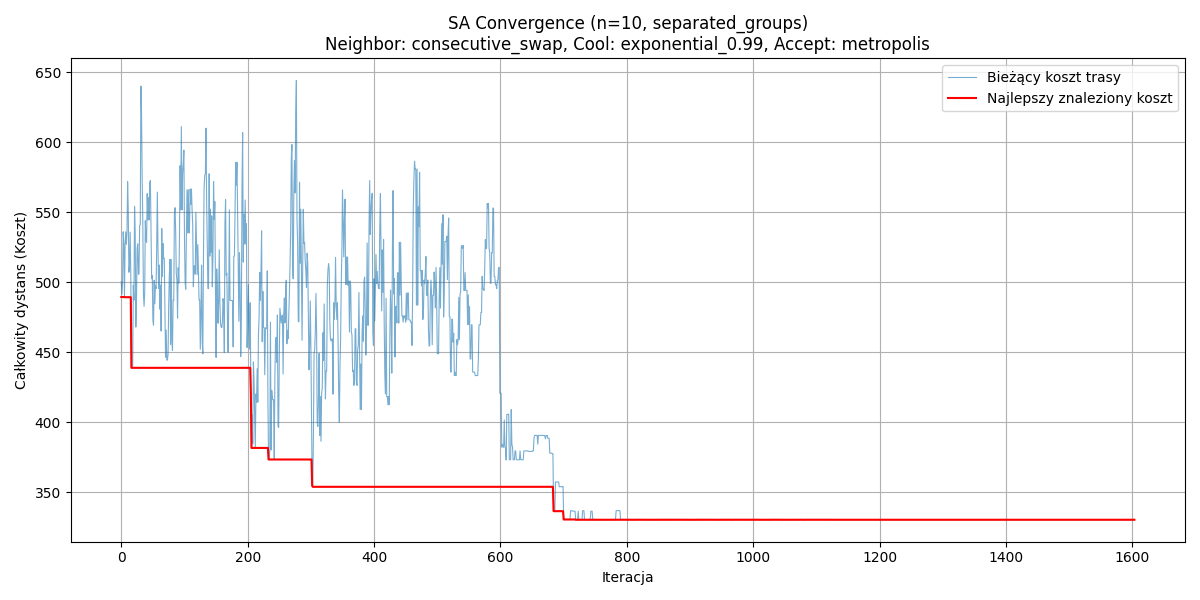 SA Convergence (n=10, separated_groups)
Neighbor: consecutive_swap, Cool: exponential_0.99, Accept: metropolis
Bieżący koszt trasy
Najlepszy znaleziony koszt
Całkowity dystans (Koszt)
650
600
550
500
450
400
350
0
200
400
600
800
1000
1200
1400
1600
Iteracja